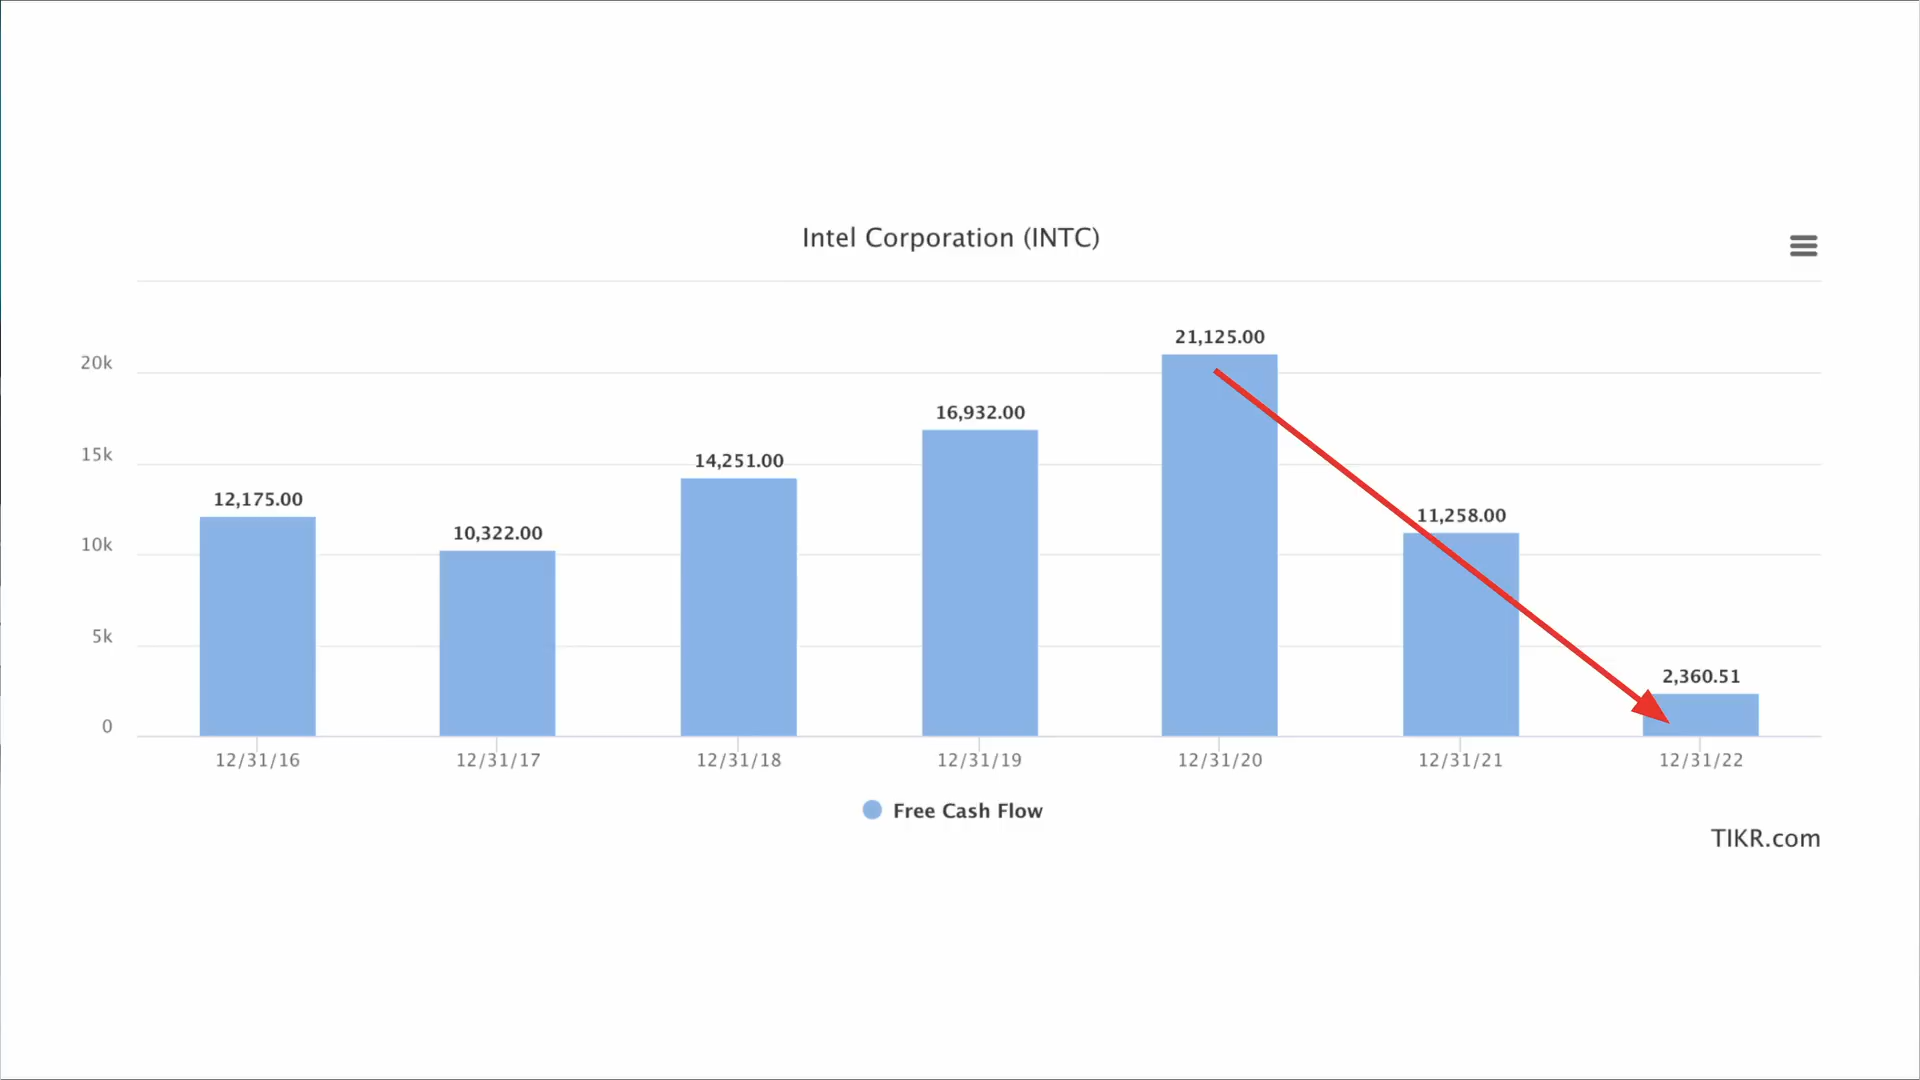 Intel Corporation (INTC)
20k
15k
10k
5k
0
12,175.00
10,322.00
14,251.00
16,932.00
21,125.00
11,258.00
2,360.51
12/31/16
12/31/17
12/31/18
12/31/19
12/31/20
12/31/21
12/31/22
Free Cash Flow
TIKR.com